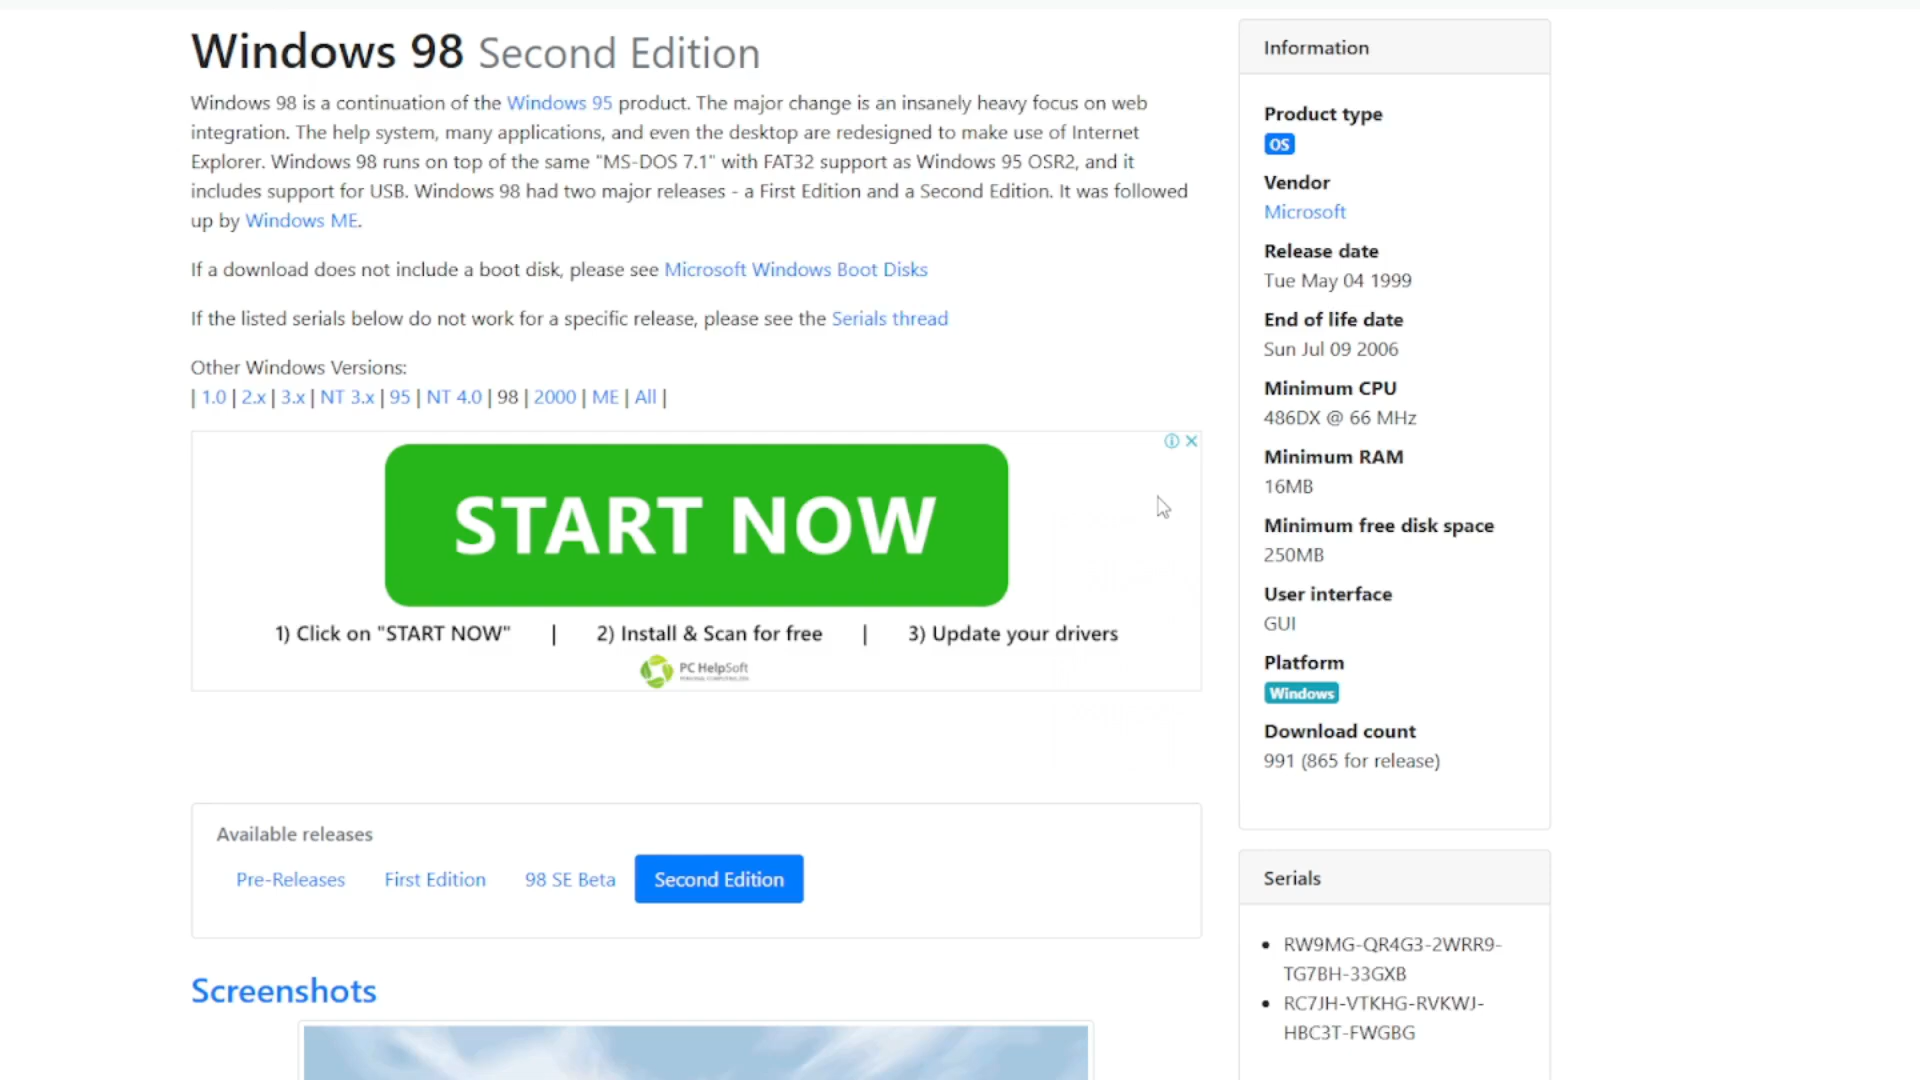 Windows 98 Second Edition
Windows 98 is a continuation of the Windows 95 product. The major change is an insanely heavy focus on web
integration. The help system, many applications, and even the desktop are redesigned to make use of Internet
Explorer. Windows 98 runs on top of the same "MS-DOS 7.1" with FAT32 support as Windows 95 OSR2, and it
includes support for USB. Windows 98 had two major releases - a First Edition and a Second Edition. It was followed
up by Windows ME.
If a download does not include a boot disk, please see Microsoft Windows Boot Disks
If the listed serials below do not work for a specific release, please see the Serials thread
Other Windows Versions:
| 1.0 | 2.x | 3.x | NT 3.x | 95 | NT 4.0 | 98 | 2000 | ME | All |
START NOW
1) Click on "START NOW" | 2) Install & Scan for free | 3) Update your drivers
PC HelpSoft
Available releases
Pre-Releases First Edition 98 SE Beta Second Edition
Screenshots
Information
Product type
OS
Vendor
Microsoft
Release date
Tue May 04 1999
End of life date
Sun Jul 09 2006
Minimum CPU
486DX @ 66 MHz
Minimum RAM
16MB
Minimum free disk space
250MB
User interface
GUI
Platform
Windows
Download count
991 (865 for release)
Serials
RW9MG-QR4G3-2WRR9-
TG7BH-33GXB
RC7JH-VTKHG-RVKWJ-
HBC3T-FWGBG